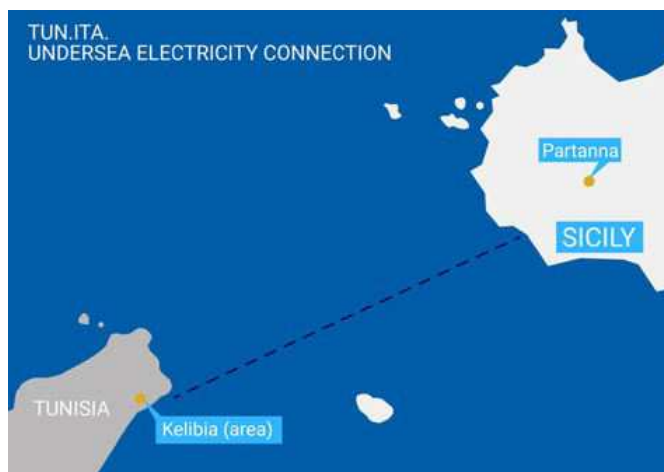 TUN.ITA.
UNDERSEA ELECTRICITY CONNECTION
Partanna
SICILY
TUNISIA
Kelibia (area)